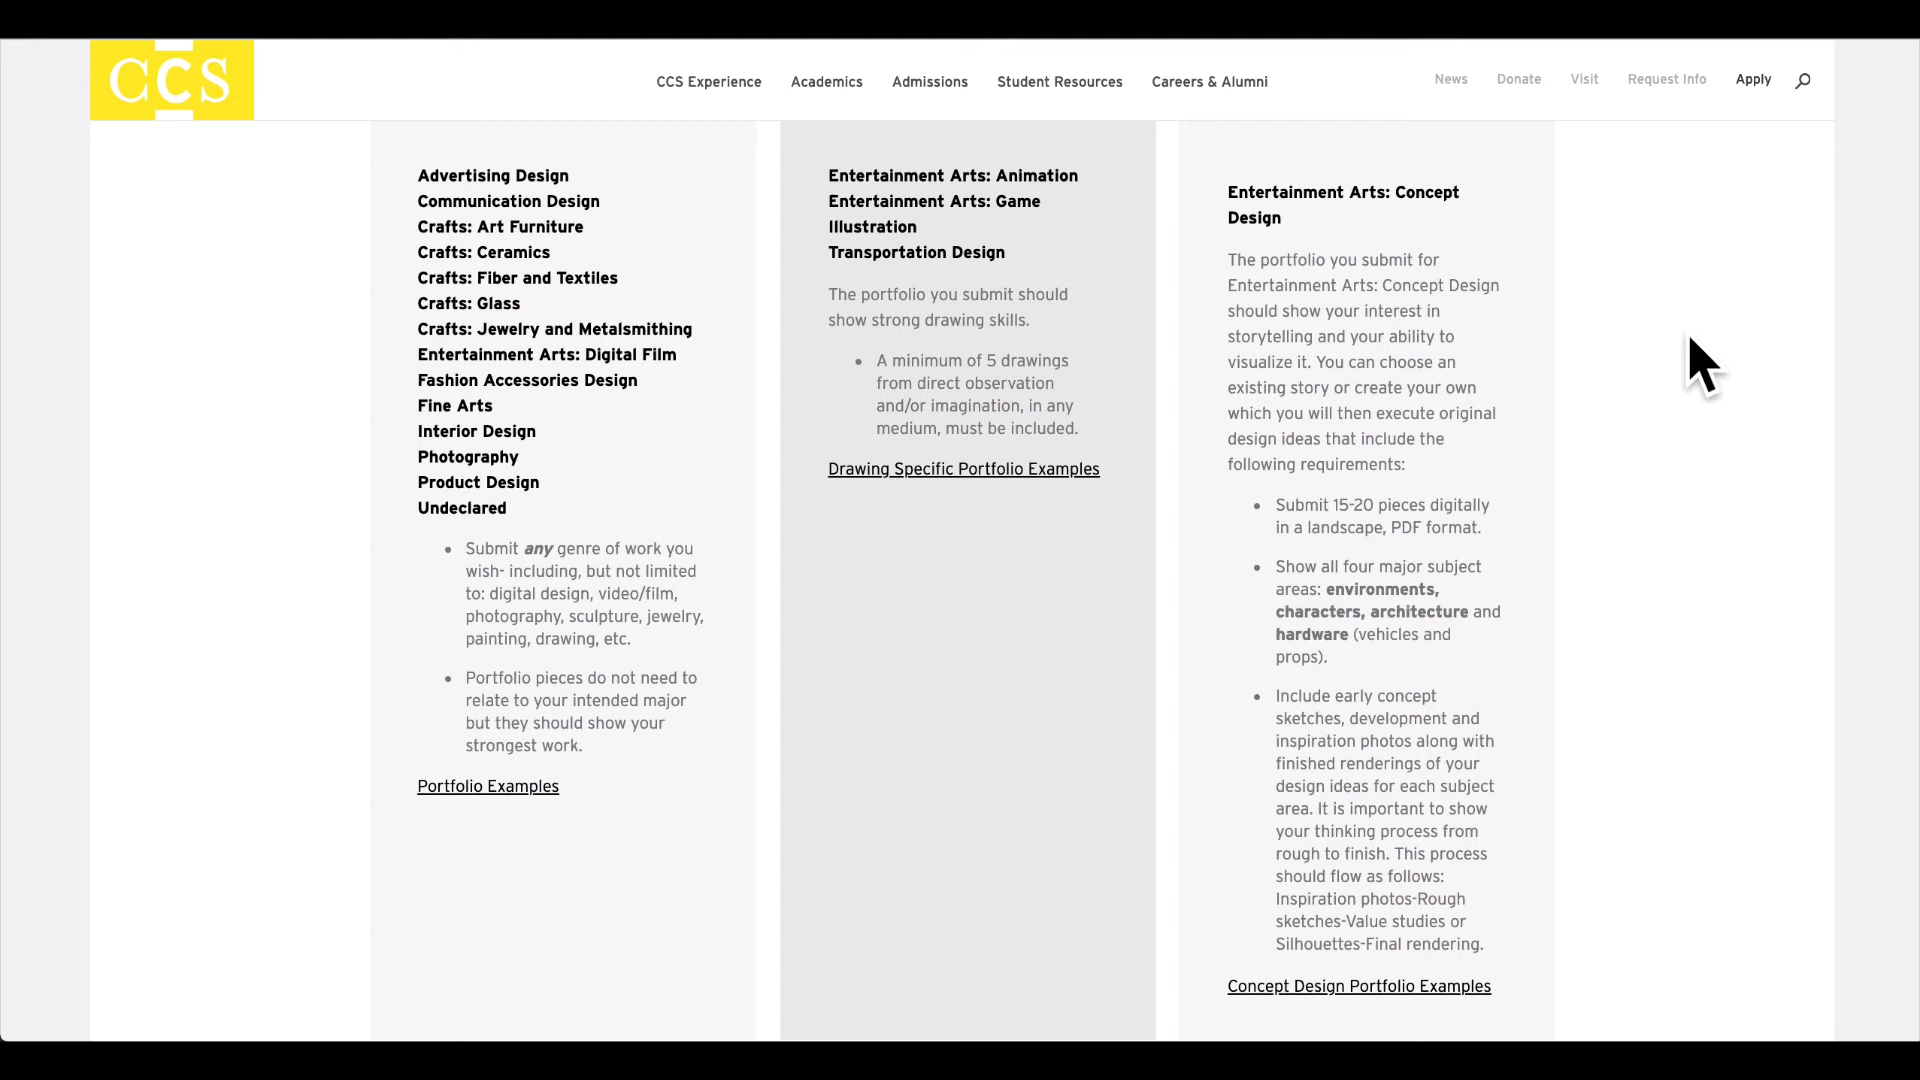 CCS
CCS Experience
Academics
Admissions
Student Resources
Careers & Alumni
News
Donate
Visit
Request Info
Apply
Advertising Design
Communication Design
Crafts: Art Furniture
Crafts: Ceramics
Crafts: Fiber and Textiles
Crafts: Glass
Crafts: Jewelry and Metalsmithing
Entertainment Arts: Digital Film
Fashion Accessories Design
Fine Arts
Interior Design
Photography
Product Design
Undeclared
Submit any genre of work you
wish- including, but not limited
to: digital design, video/film,
photography, sculpture, jewelry,
painting, drawing, etc.
Portfolio pieces do not need to
relate to your intended major
but they should show your
strongest work.
Portfolio Examples
Entertainment Arts: Animation
Entertainment Arts: Game
Illustration
Transportation Design
The portfolio you submit should
show strong drawing skills.
A minimum of 5 drawings
from direct observation
and/or imagination, in any
medium, must be included.
Drawing Specific Portfolio Examples
Entertainment Arts: Concept
Design
The portfolio you submit for
Entertainment Arts: Concept Design
should show your interest in
storytelling and your ability to
visualize it. You can choose an
existing story or create your own
which you will then execute original
design ideas that include the
following requirements:
Submit 15-20 pieces digitally
in a landscape, PDF format.
Show all four major subject
areas: environments,
characters, architecture and
hardware (vehicles and
props).
Include early concept
sketches, development and
inspiration photos along with
finished renderings of your
design ideas for each subject
area. It is important to show
your thinking process from
rough to finish. This process
should flow as follows:
Inspiration photos-Rough
sketches-Value studies or
Silhouettes-Final rendering.
Concept Design Portfolio Examples